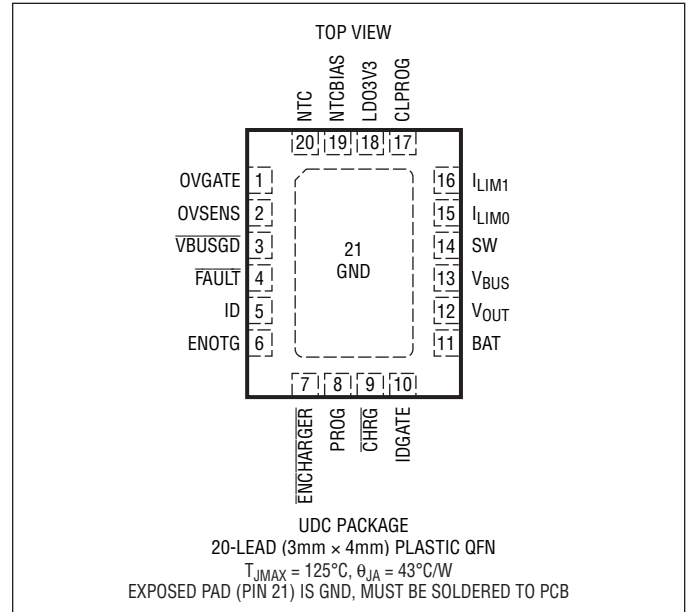 TOP VIEW
NTC
NTCBIAS
LDO3V3
CLPROG
20 19 18 17
OVGATE 1
OVSENS 2
VBUSGD 3
FAULT 4
ID 5
ENOTG 6
21
GND
16 ILIM1
15 ILIM0
14 SW
13 VBUS
12 VOUT
11 BAT
7 8 9 10
ENCHARGER
PROG
CHRG
IDGATE
UDC PACKAGE
20-LEAD (3mm × 4mm) PLASTIC QFN
TJMAX = 125°C, θJA = 43°C/W
EXPOSED PAD (PIN 21) IS GND, MUST BE SOLDERED TO PCB